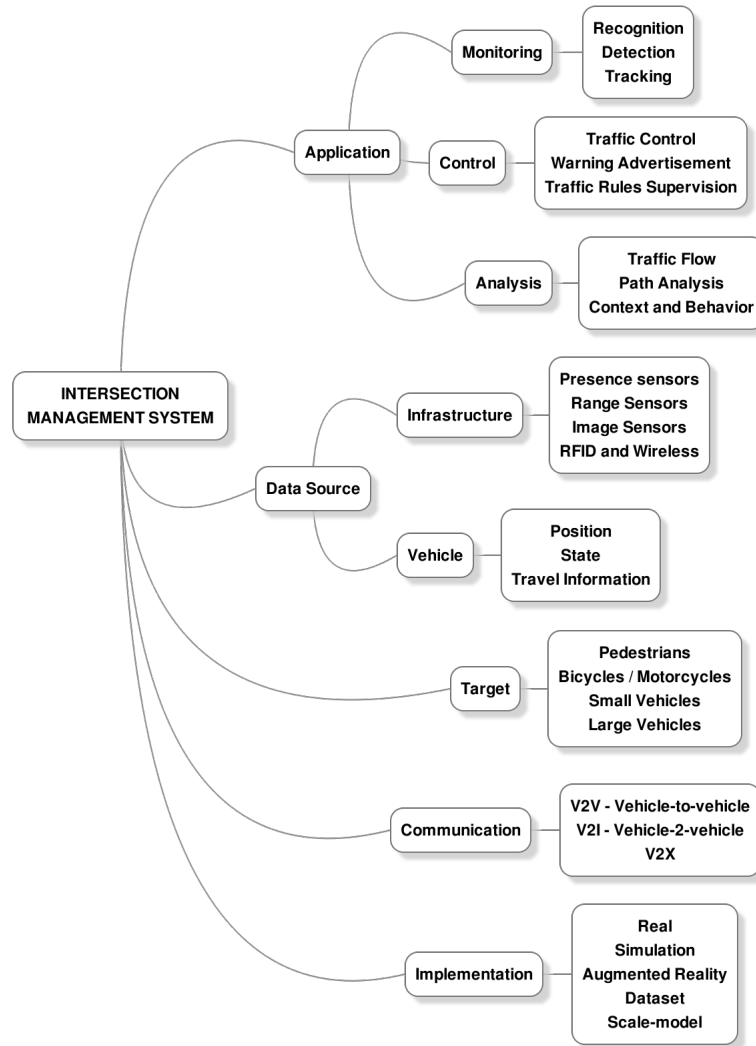 Monitoring
Recognition
Detection
Tracking
Application
Control
Traffic Control
Warning Advertisement
Traffic Rules Supervision
Analysis
Traffic Flow
Path Analysis
Context and Behavior
INTERSECTION
MANAGEMENT SYSTEM
Infrastructure
Presence sensors
Range Sensors
Image Sensors
RFID and Wireless
Data Source
Vehicle
Position
State
Travel Information
Target
Pedestrians
Bicycles / Motorcycles
Small Vehicles
Large Vehicles
Communication
V2V - Vehicle-to-vehicle
V2I - Vehicle-2-vehicle
V2X
Implementation
Real
Simulation
Augmented Reality
Dataset
Scale-model